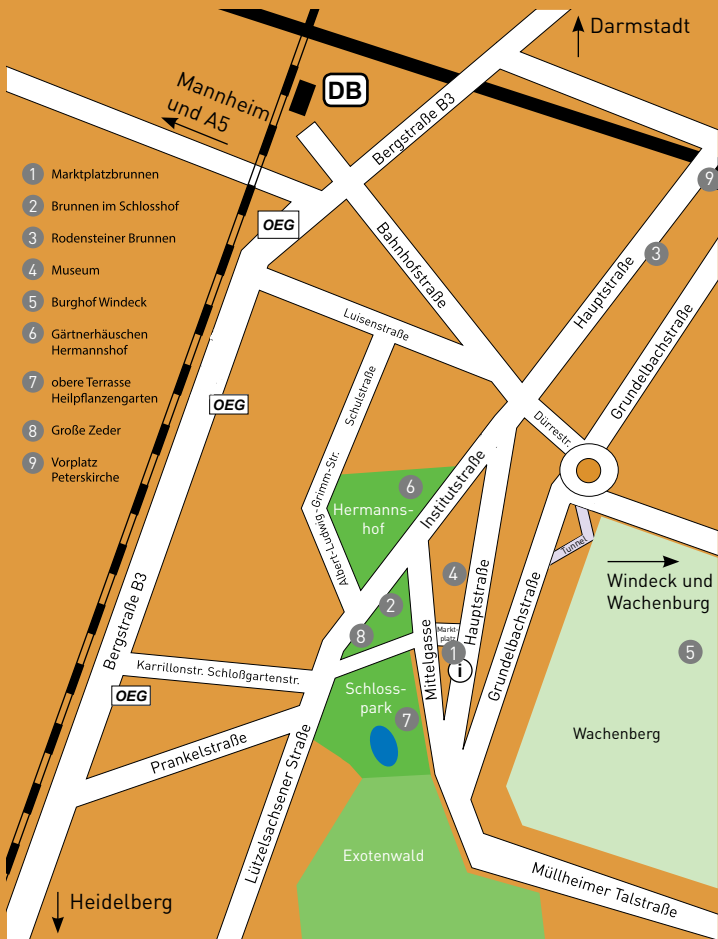 Darmstadt
Mannheim
und A5
DB
Bergstraße B3
1 Marktplatzbrunnen
2 Brunnen im Schlosshof
3 Rodensteiner Brunnen
4 Museum
5 Burghof Windeck
6 Gärtnerhäuschen
Hermannshof
7 obere Terrasse
Heilpflanzengarten
8 Große Zeder
9 Vorplatz
Peterskirche
9
OEG
Bahnhofstraße
3
Hauptstraße
Luisenstraße
Grundelbachstraße
Schulstraße
OEG
Dürrestr.
Institutstraße
6
Hermanns-
hof
Albert-Ludwig-Grimm-Str.
Tunnel
Windeck und
Wachenburg
4
Hauptstraße
2
8
Markt-
platz
1
i
Mittelgasse
Grundelbachstraße
5
Bergstraße B3
Karrillonstr. Schloßgartenstr.
OEG
Schloss-
park
7
Wachenberg
Prankelstraße
Lützelsachsener Straße
Exotenwald
Müllheimer Talstraße
Heidelberg